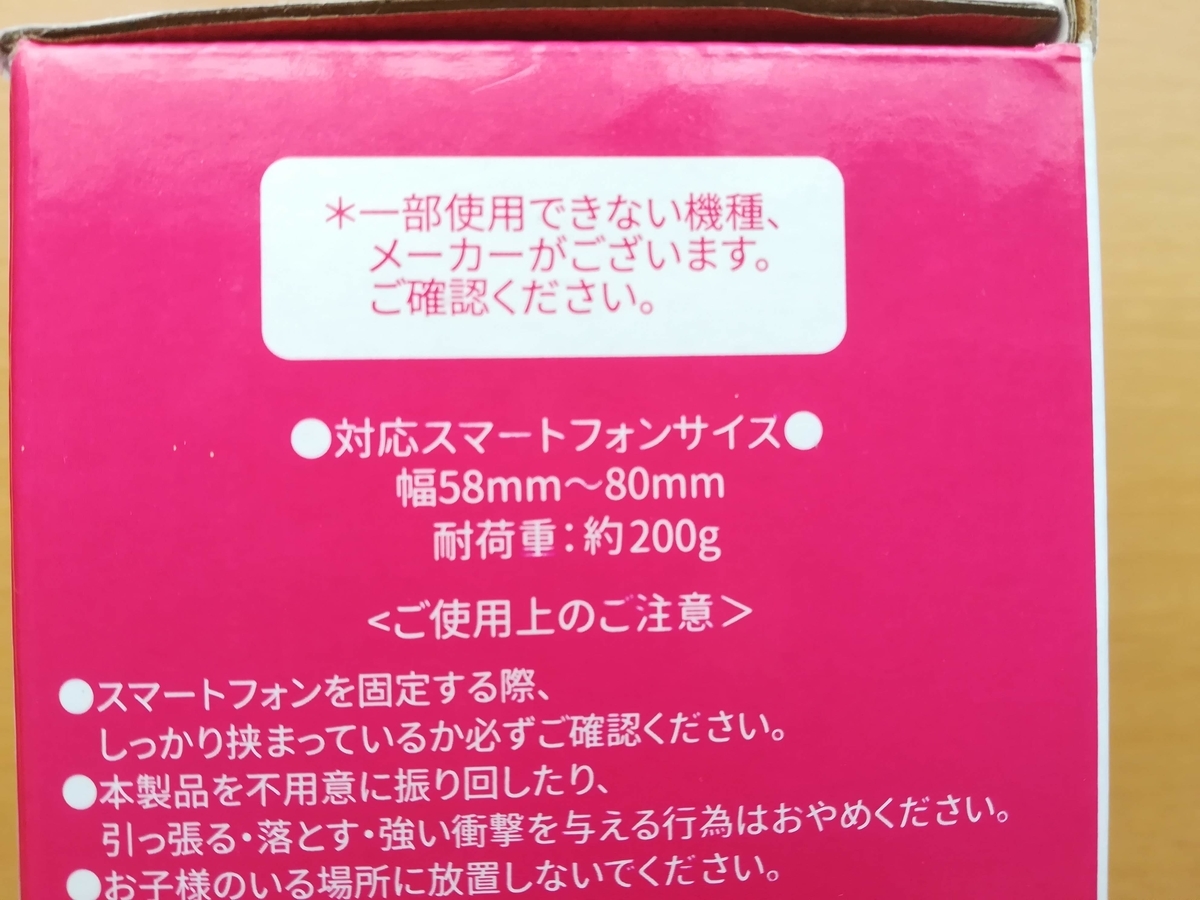 ＊一部使用できない機種、
メーカーがございます。
ご確認ください。
●対応スマートフォンサイズ●
幅58mm～80mm
耐荷重：約200g
<ご使用上のご注意＞
●スマートフォンを固定する際、
しっかり挟まっているか必ずご確認ください。
●本製品を不用意に振り回したり、
引っ張る・落とす・強い衝撃を与える行為はおやめください。
●お子様のいる場所に放置しないでください。